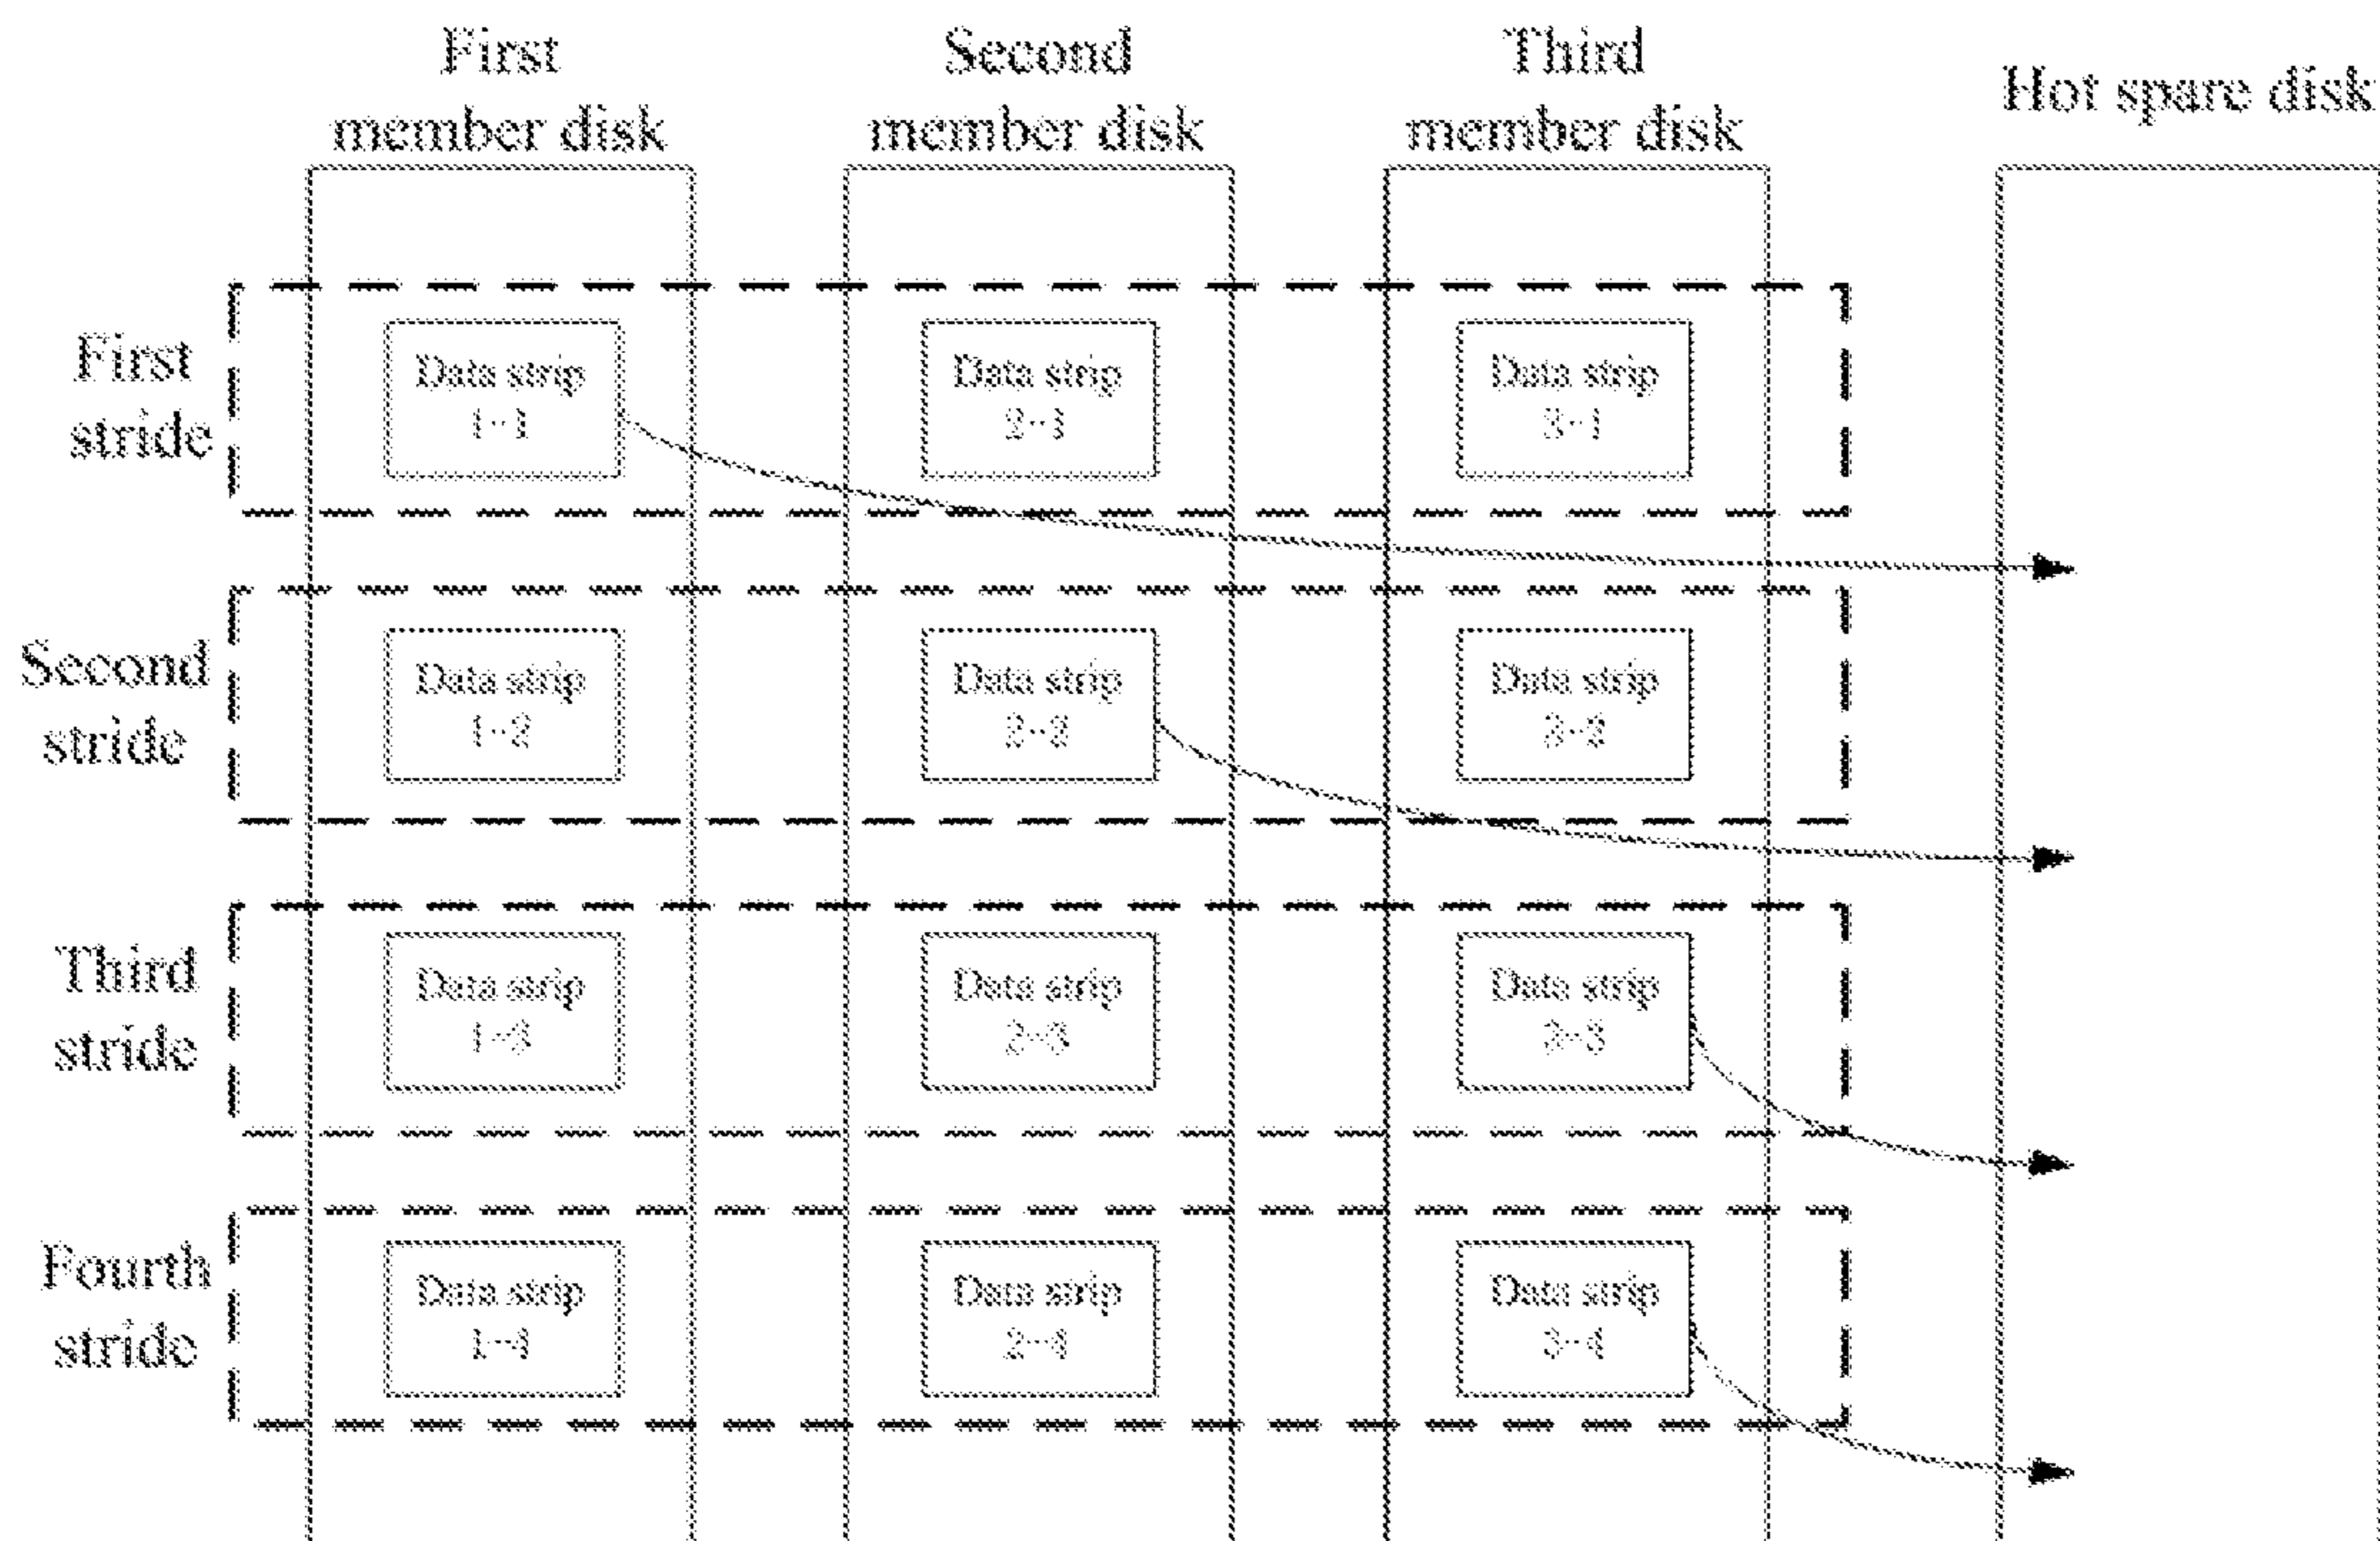 First
member disk
Second
member disk
Third
member disk
Hot spare disk
First
stride
Data strip
1-1
Data strip
2-1
Data strip
3-1
Second
stride
Data strip
1-2
Data strip
2-2
Data strip
3-2
Third
stride
Data strip
1-3
Data strip
2-3
Data strip
3-3
Fourth
stride
Data strip
1-4
Data strip
2-4
Data strip
3-4